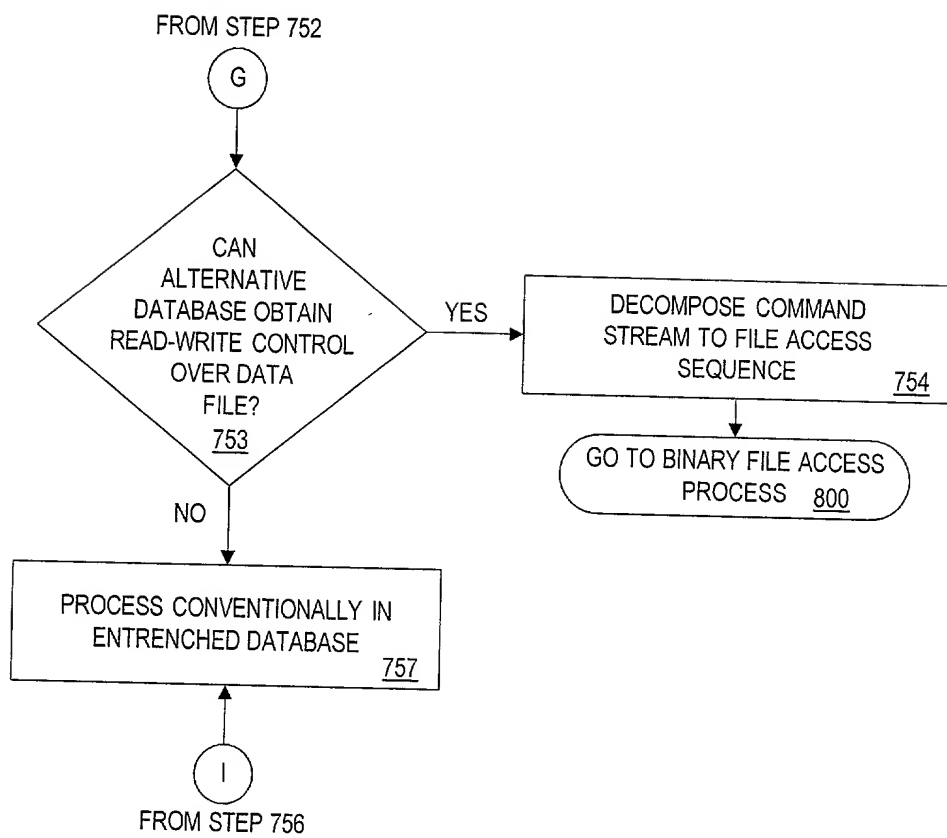 FROM STEP 752
G
CAN
ALTERNATIVE
DATABASE OBTAIN
READ-WRITE CONTROL
OVER DATA
FILE?
753
YES
DECOMPOSE COMMAND
STREAM TO FILE ACCESS
SEQUENCE
754
GO TO BINARY FILE ACCESS
PROCESS 800
NO
PROCESS CONVENTIONALLY IN
ENTRENCHED DATABASE
757
I
FROM STEP 756